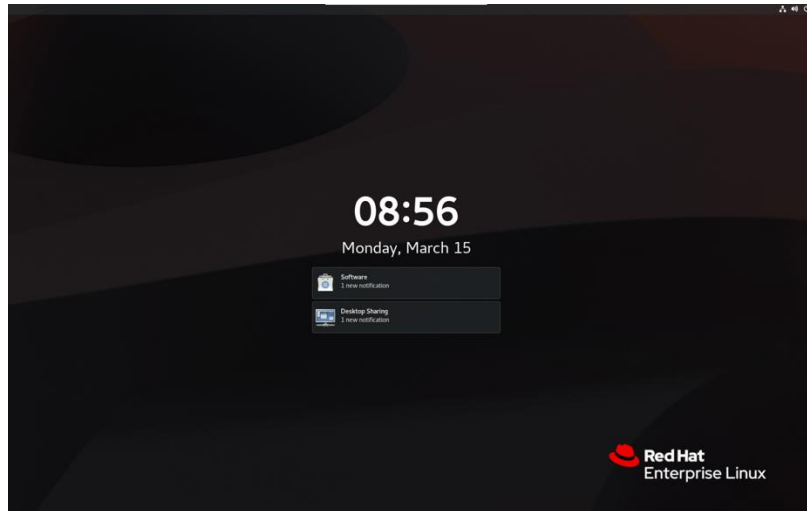 08:56
Monday, March 15
Software
1 new notification
Desktop Sharing
1 new notification
Red Hat
Enterprise Linux